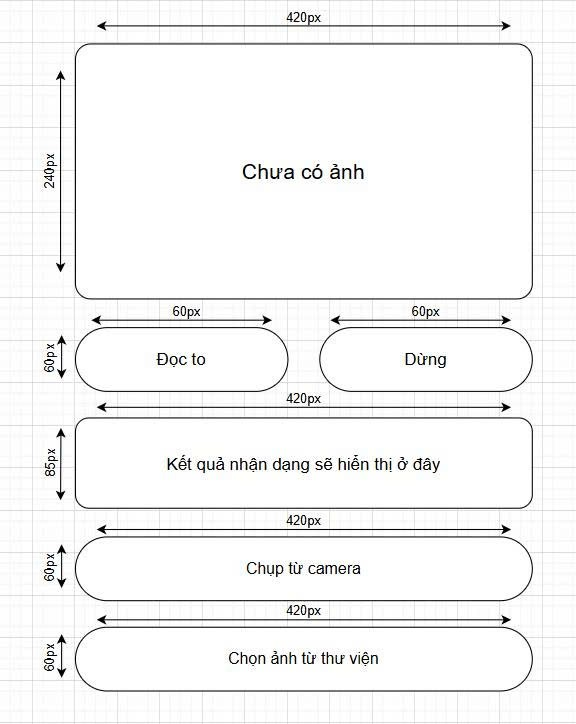 420px
240px
Chưa có ảnh
60px
60px
60px
Đọc to
Dừng
420px
85px
Kết quả nhận dạng sẽ hiển thị ở đây
420px
60px
Chụp từ camera
420px
60px
Chọn ảnh từ thư viện